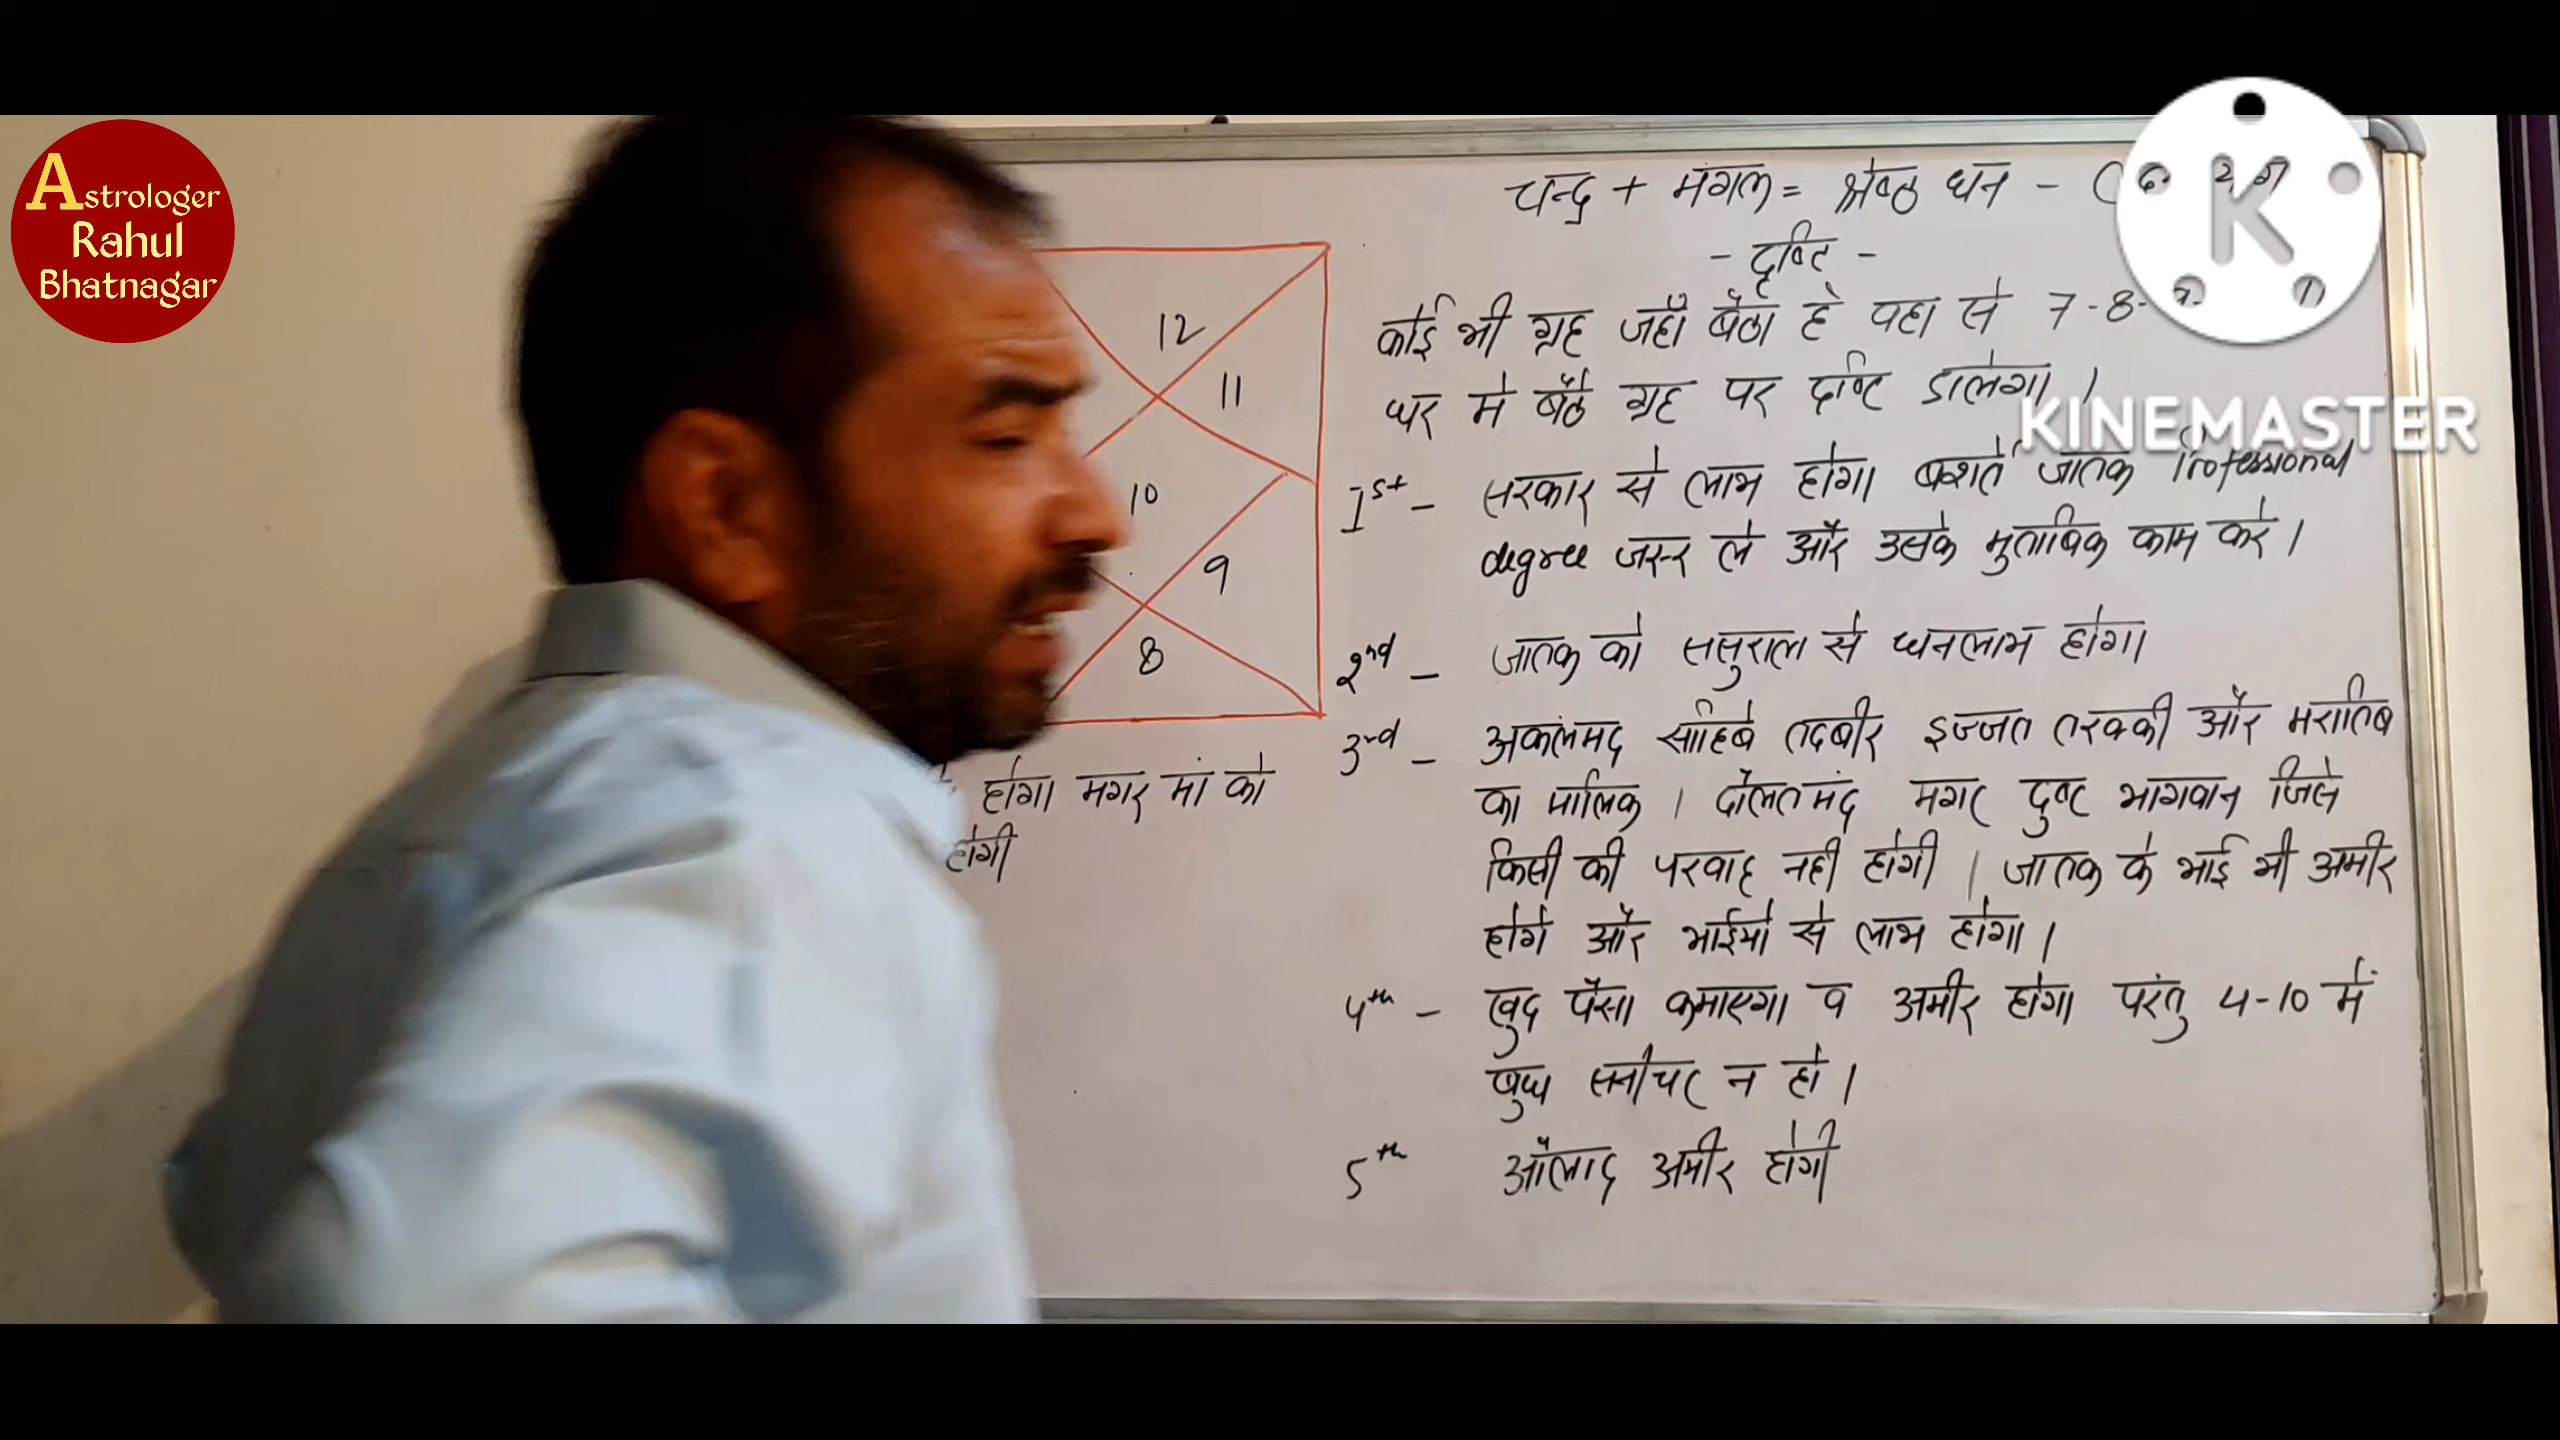 Astrologer
Rahul
Bhatnagar
चन्द्र + मंगल = श्रेष्ठ धन -
- दृष्टि -
कोई भी ग्रह जहाँ बैठा है वहा से 7-8-
घर मे बैठे ग्रह पर दृष्टि डालेगा।
KINEMASTER
12
11
10
9
8
Ist - सरकार से लाभ होगा बशर्ते जातक Professional
degree जरूर ले और उसके मुताबिक काम करे।
2nd - जातक को ससुराल से धनलाभ होगा
3rd - अकलमंद साहिबे तदबीर इज्जत तरक्की और मरातिब
का मालिक। दौलतमंद मगर दुष्ट भागवान जिसे
किसी की परवाह नही होगी। जातक के भाई भी अमीर
होगे और भाईयो से लाभ होगा।
4th - खुद पैसा कमाएगा व अमीर होगा परंतु 4-10 में
बुध सनीचर न हो।
5th औलाद अमीर होगी
होगा मगर मां को
होगी